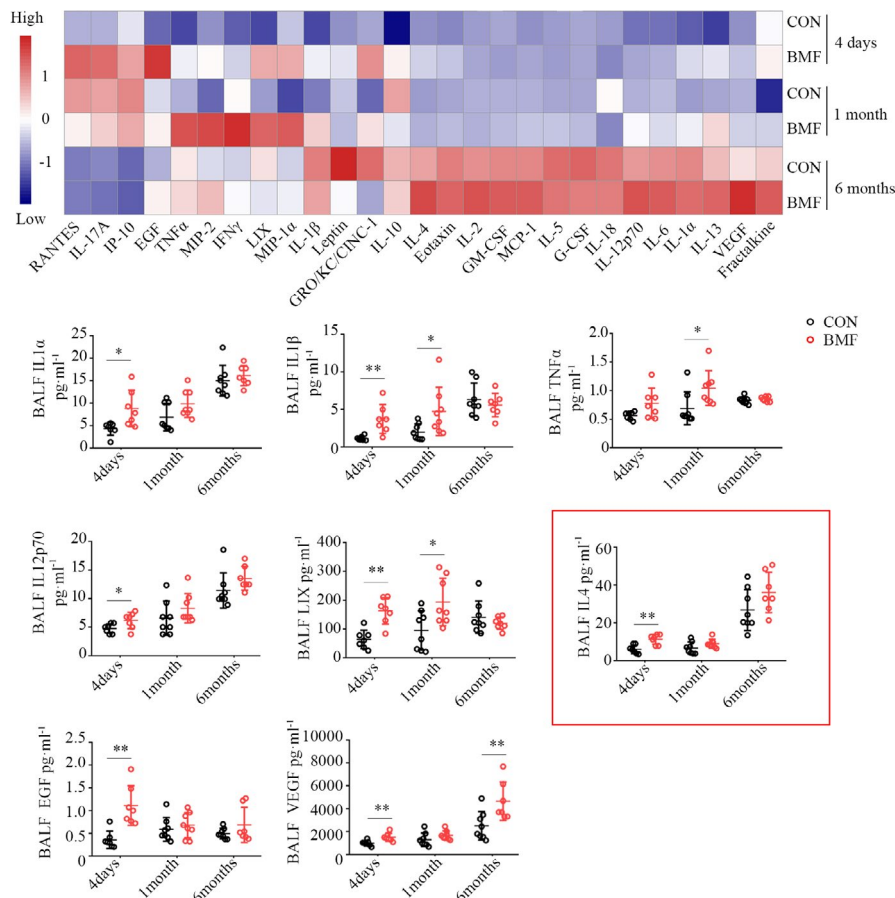 High
1
0
-1
Low
CON
BMF
4 days
CON
BMF
1 month
CON
BMF
6 months
RANTES IL-17A IP-10 EGF TNFα MIP-2 IFNγ LIX MIP-1α IL-1β Leptin GRO/KC/CINC-1 IL-10 IL-4 Eotaxin IL-2 GM-CSF MCP-1 IL-5 G-CSF IL-18 IL-12p70 IL-6 IL-1α IL-13 VEGF Fractalkine
BALF IL1α
pg·ml-1
25
20
15
10
5
0
*
4days 1month 6months
BALF IL1β
pg·ml-1
15
10
5
0
** *
4days 1month 6months
BALF TNFα
pg·ml-1
2.0
1.5
1.0
0.5
0.0
*
4days 1month 6months
CON
BMF
BALF IL12p70
pg·ml-1
20
15
10
5
0
*
4days 1month 6months
BALF LIX pg·ml-1
400
300
200
100
0
** *
4days 1month 6months
BALF IL4 pg·ml-1
60
40
20
0
**
4days 1month 6months
BALF EGF pg·ml-1
2.5
2.0
1.5
1.0
0.5
0.0
**
4days 1month 6months
BALF VEGF pg·ml-1
10000
8000
6000
4000
2000
0
** **
4days 1month 6months